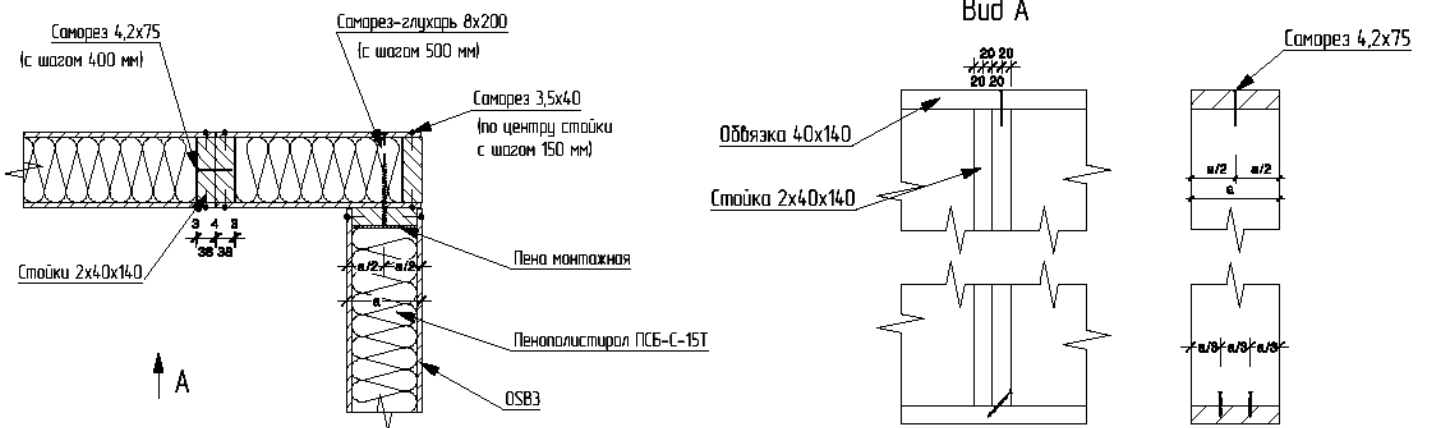 Саморез 4,2х75
(с шагом 400 мм)
Саморез-глухарь 8х200
(с шагом 500 мм)
Саморез 3,5х40
(по центру стойки
с шагом 150 мм)
3 4 3
38 38
Стойки 2х40х140
а/2 а/2
а
Пена монтажная
Пенополистирол ПСБ-С-15Т
OSB3
А
Вид А
20 20
20 20
Обвязка 40х140
Стойка 2х40х140
Саморез 4,2х75
а/2 а/2
а
а/3 а/3 а/3